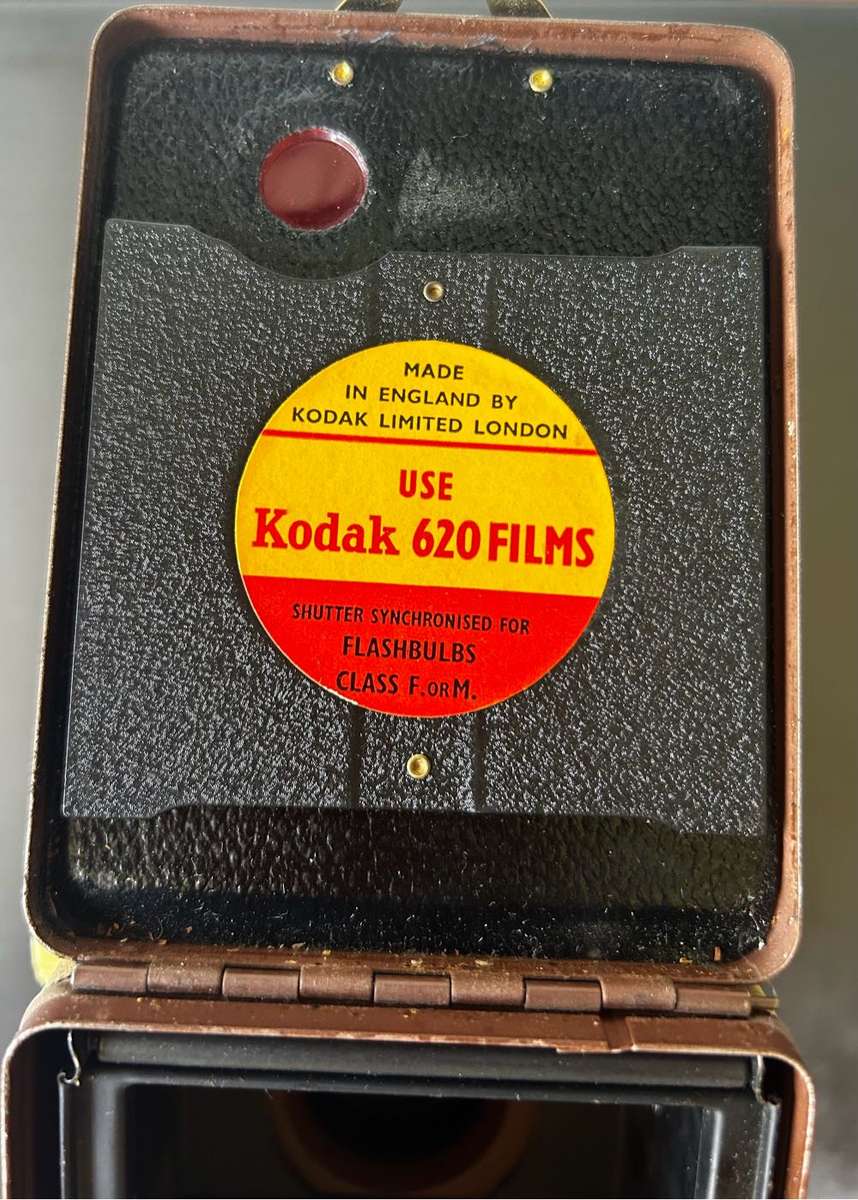 MADE
IN ENGLAND BY
KODAK LIMITED LONDON
USE
Kodak 620 FILMS
SHUTTER SYNCHRONISED FOR
FLASHBULBS
CLASS F. OR M.